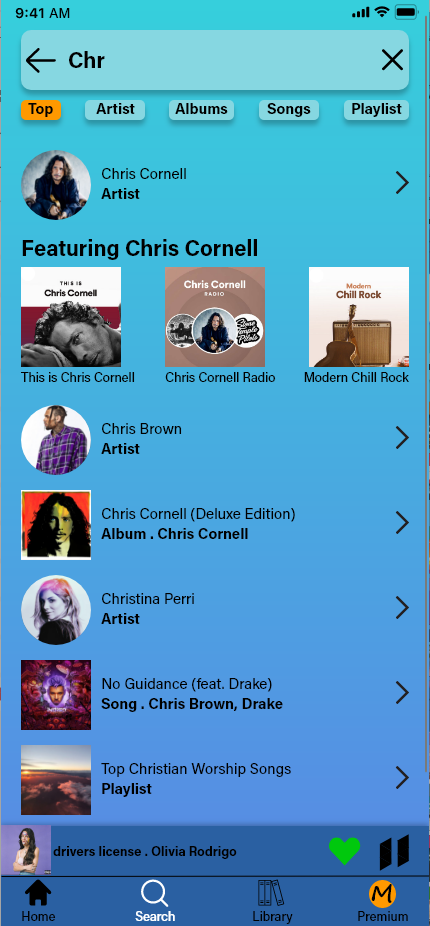 9:41 AM
Chr
Top Artist Albums Songs Playlist
Chris Cornell
Artist
Featuring Chris Cornell
THIS IS
Chris Cornell
Chris Cornell
RADIO
Stone
Temple
Pilots
Modern
Chill Rock
This is Chris Cornell Chris Cornell Radio Modern Chill Rock
Chris Brown
Artist
Chris Cornell (Deluxe Edition)
Album . Chris Cornell
Christina Perri
Artist
No Guidance (feat. Drake)
Song . Chris Brown, Drake
Top Christian Worship Songs
Playlist
drivers license . Olivia Rodrigo
M
Home Search Library Premium